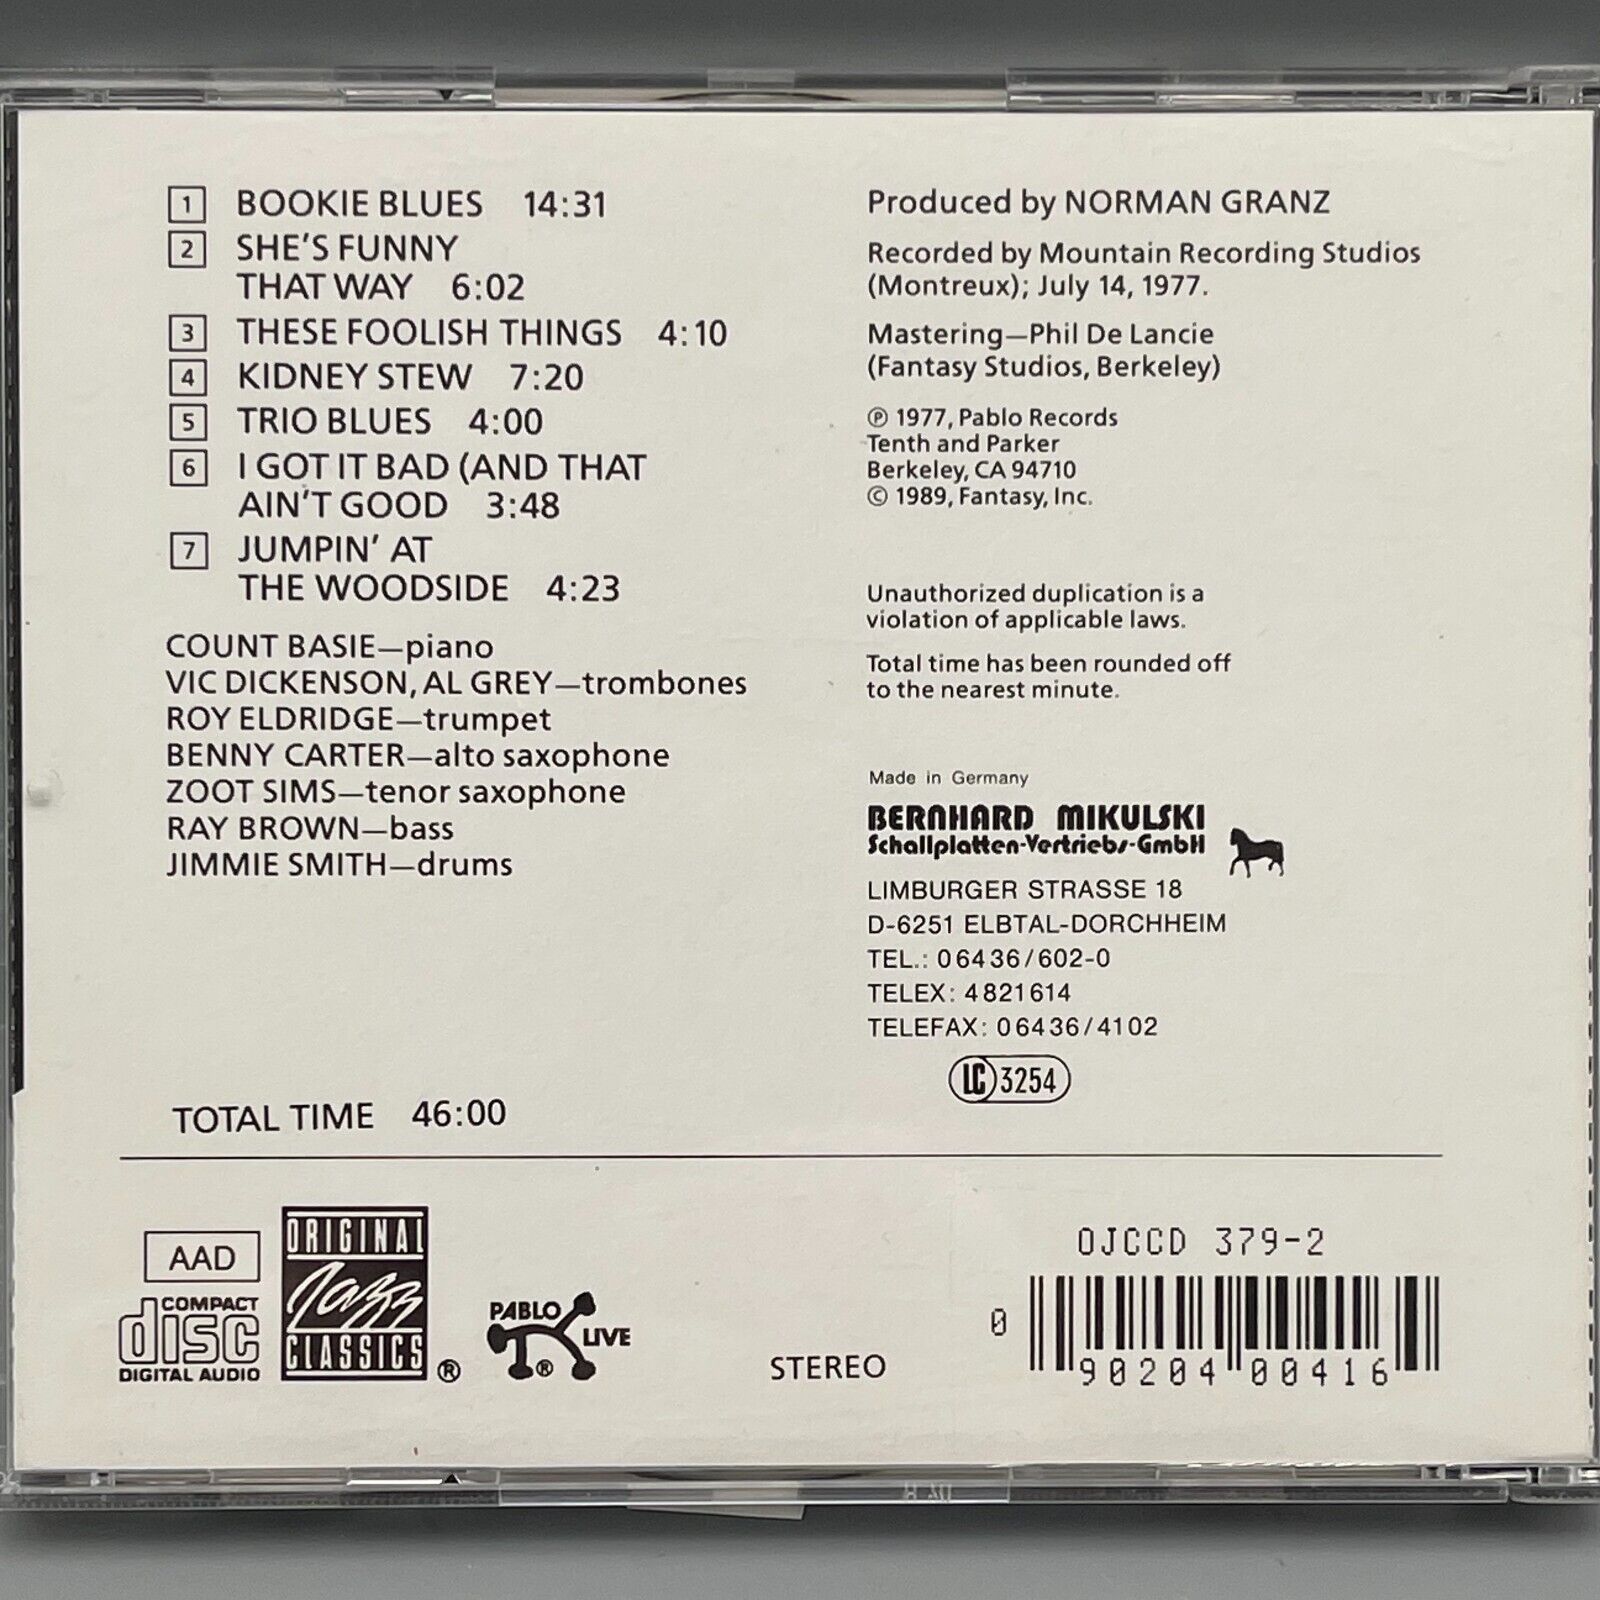 1 BOOKIE BLUES 14:31
2 SHE'S FUNNY
THAT WAY 6:02
3 THESE FOOLISH THINGS 4:10
4 KIDNEY STEW 7:20
5 TRIO BLUES 4:00
6 I GOT IT BAD (AND THAT
AIN'T GOOD 3:48
7 JUMPIN' AT
THE WOODSIDE 4:23
COUNT BASIE—piano
VIC DICKENSON, AL GREY—trombones
ROY ELDRIDGE—trumpet
BENNY CARTER—alto saxophone
ZOOT SIMS—tenor saxophone
RAY BROWN—bass
JIMMIE SMITH—drums
TOTAL TIME 46:00
Produced by NORMAN GRANZ
Recorded by Mountain Recording Studios
(Montreux); July 14, 1977.
Mastering—Phil De Lancie
(Fantasy Studios, Berkeley)
℗ 1977, Pablo Records
Tenth and Parker
Berkeley, CA 94710
© 1989, Fantasy, Inc.
Unauthorized duplication is a
violation of applicable laws.
Total time has been rounded off
to the nearest minute.
Made in Germany
BERNHARD MIKULSKI
Schallplatten-Vertriebs-GmbH
LIMBURGER STRASSE 18
D-6251 ELBTAL-DORCHHEIM
TEL.: 06436/602-0
TELEX: 4821614
TELEFAX: 06436/4102
LC 3254
AAD
COMPACT
disc
DIGITAL AUDIO
ORIGINAL
Jazz
CLASSICS ®
PABLO
LIVE
®
STEREO
OJCCD 379-2
0 90204 00416